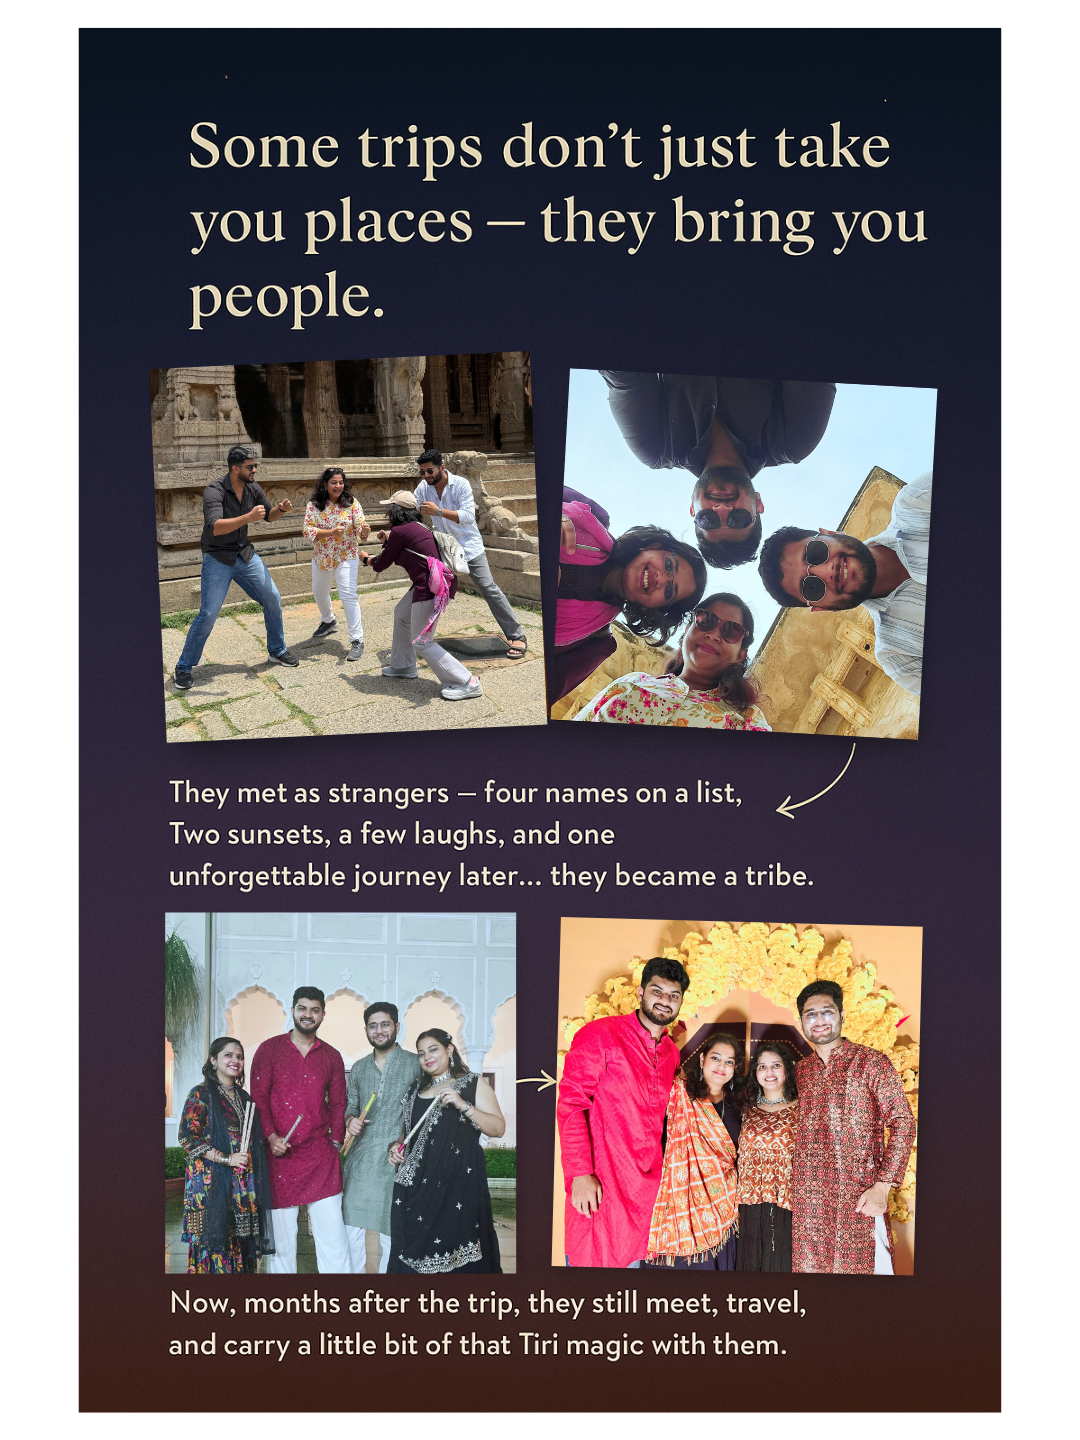 Some trips don’t just take
you places – they bring you
people.
They met as strangers – four names on a list,
Two sunsets, a few laughs, and one
unforgettable journey later... they became a tribe.
Now, months after the trip, they still meet, travel,
and carry a little bit of that Tiri magic with them.